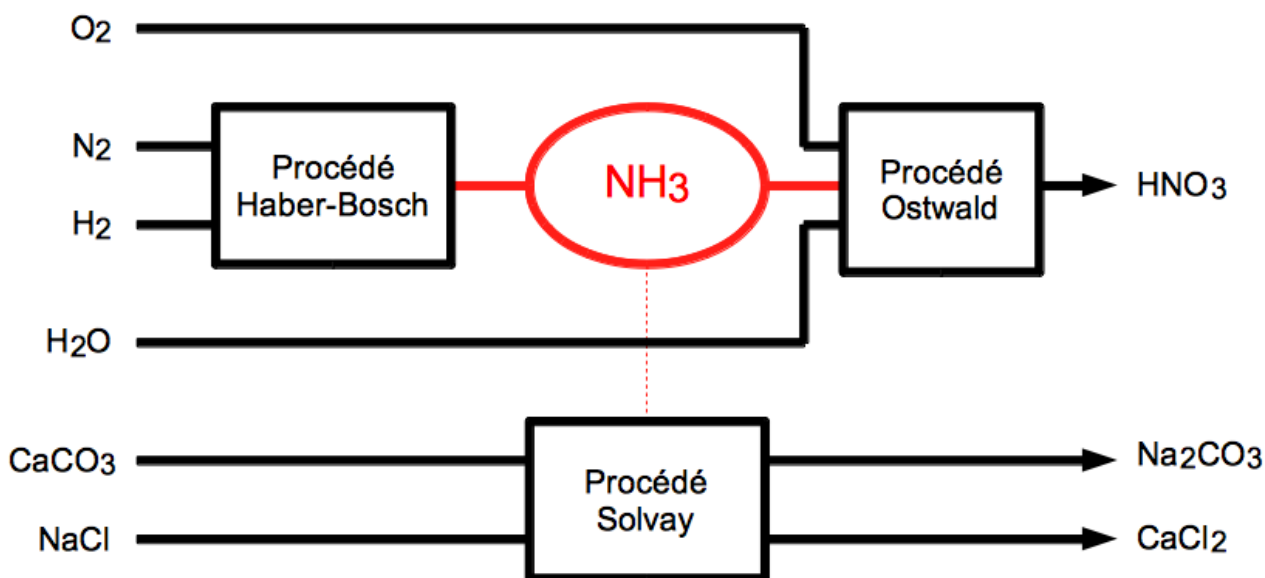 O2
N2
H2
Procédé
Haber-Bosch
NH3
Procédé
Ostwald
HNO3
H2O
CaCO3
NaCl
Procédé
Solvay
Na2CO3
CaCl2